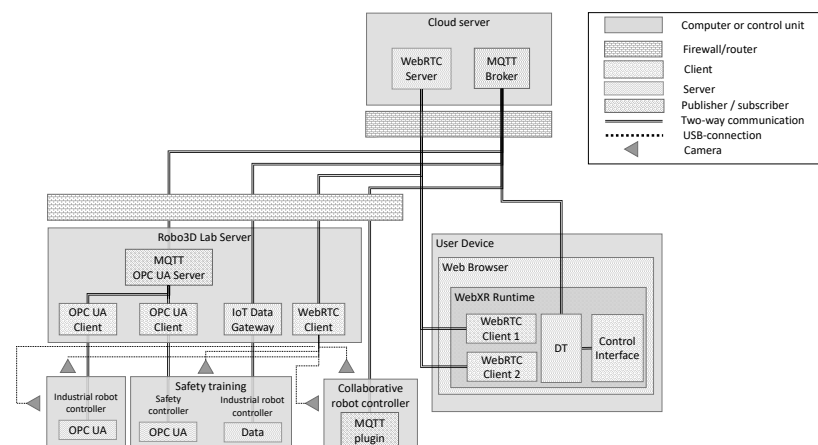 Cloud server
WebRTC
Server
MQTT
Broker
Computer or control unit
Firewall/router
Client
Server
Publisher / subscriber
Two-way communication
USB-connection
Camera
Robo3D Lab Server
MQTT
OPC UA Server
OPC UA
Client
OPC UA
Client
IoT Data
Gateway
WebRTC
Client
User Device
Web Browser
WebXR Runtime
WebRTC
Client 1
WebRTC
Client 2
DT
Control
Interface
Industrial robot
controller
OPC UA
Safety training
Safety
controller
OPC UA
Industrial robot
controller
Data
Collaborative
robot controller
MQTT
plugin